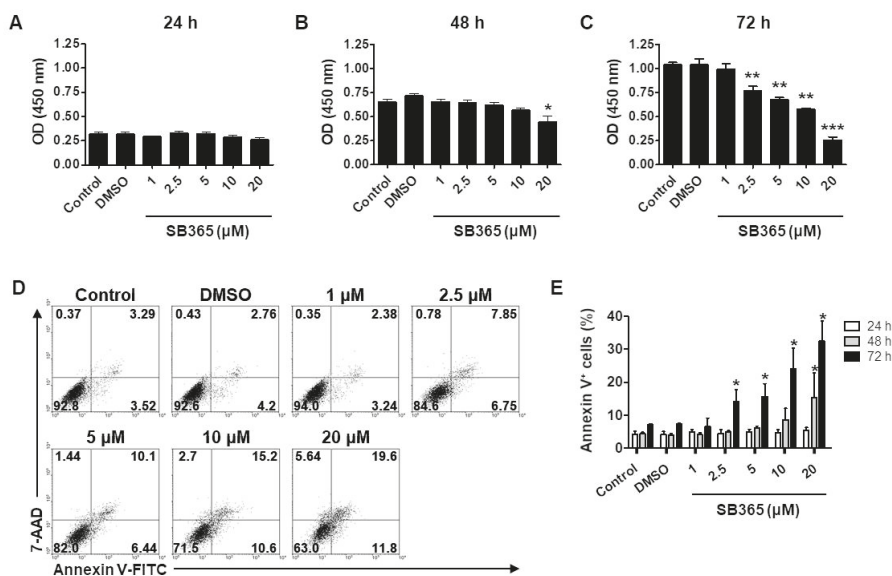 A
24 h
OD (450 nm)
1.25
1.00
0.75
0.50
0.25
0.00
Control
DMSO
1
2.5
5
10
20
SB365 (µM)
B
48 h
OD (450 nm)
1.25
1.00
0.75
0.50
0.25
0.00
*
Control
DMSO
1
2.5
5
10
20
SB365 (µM)
C
72 h
OD (450 nm)
1.25
1.00
0.75
0.50
0.25
0.00
**
**
**
***
Control
DMSO
1
2.5
5
10
20
SB365 (µM)
D
Control
0.37 3.29
92.8 3.52
DMSO
0.43 2.76
92.6 4.2
1 µM
0.35 2.38
94.0 3.24
2.5 µM
0.78 7.85
84.6 6.75
5 µM
1.44 10.1
82.0 6.44
10 µM
2.7 15.2
71.5 10.6
20 µM
5.64 19.6
63.0 11.8
7-AAD
Annexin V-FITC
E
Annexin V⁺ cells (%)
40
30
20
10
0
*
*
*
*
*
24 h
48 h
72 h
Control
DMSO
1
2.5
5
10
20
SB365 (µM)